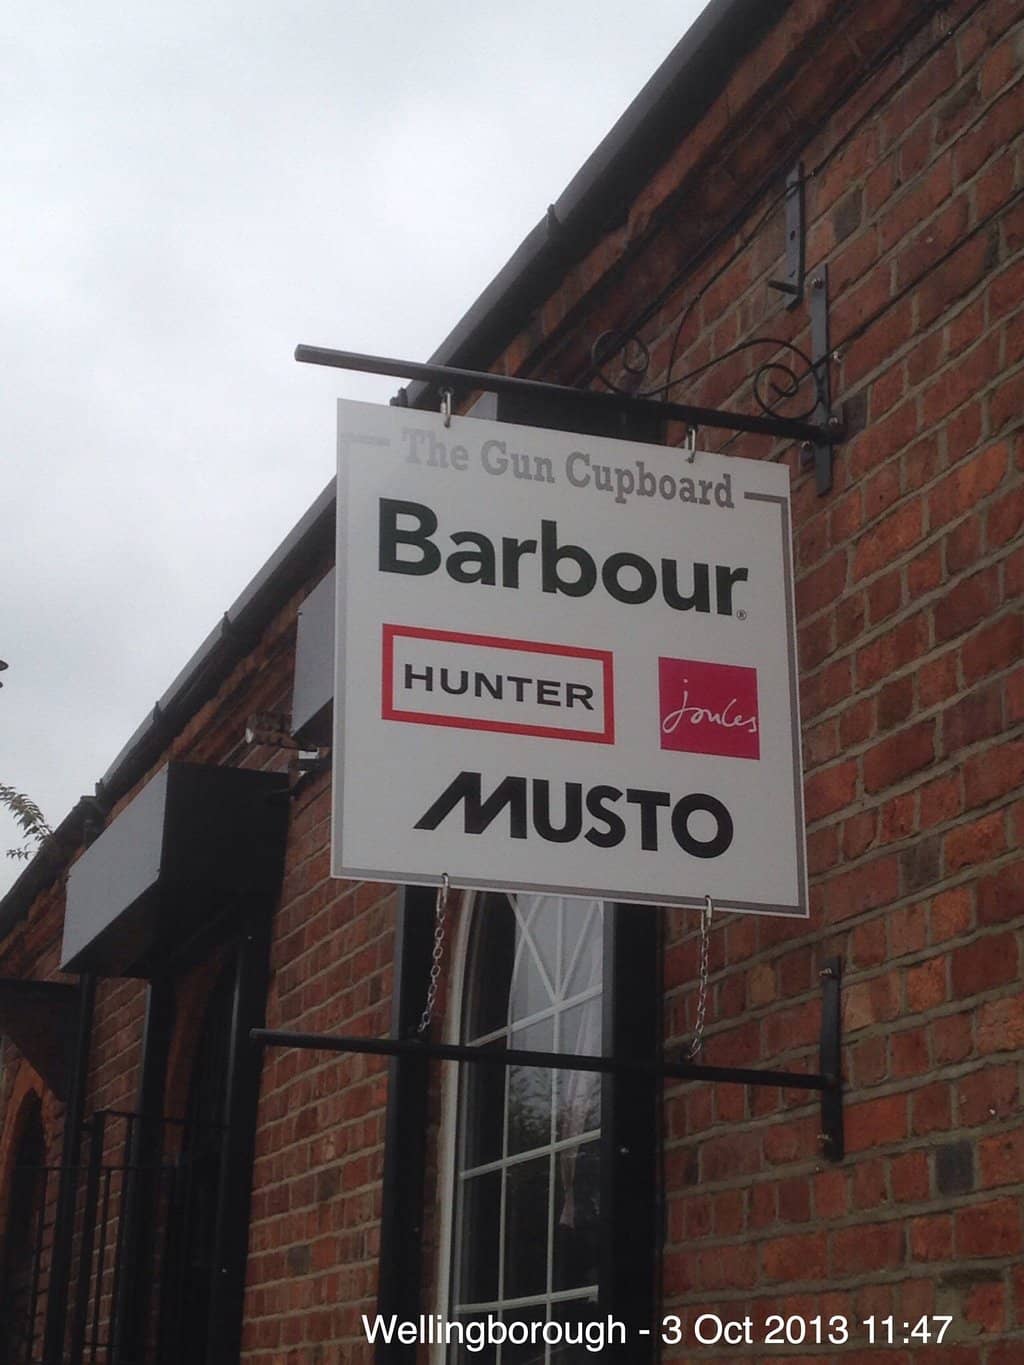 The Gun Cupboard
Barbour®
HUNTER
joules
MUSTO
Wellingborough - 3 Oct 2013 11:47